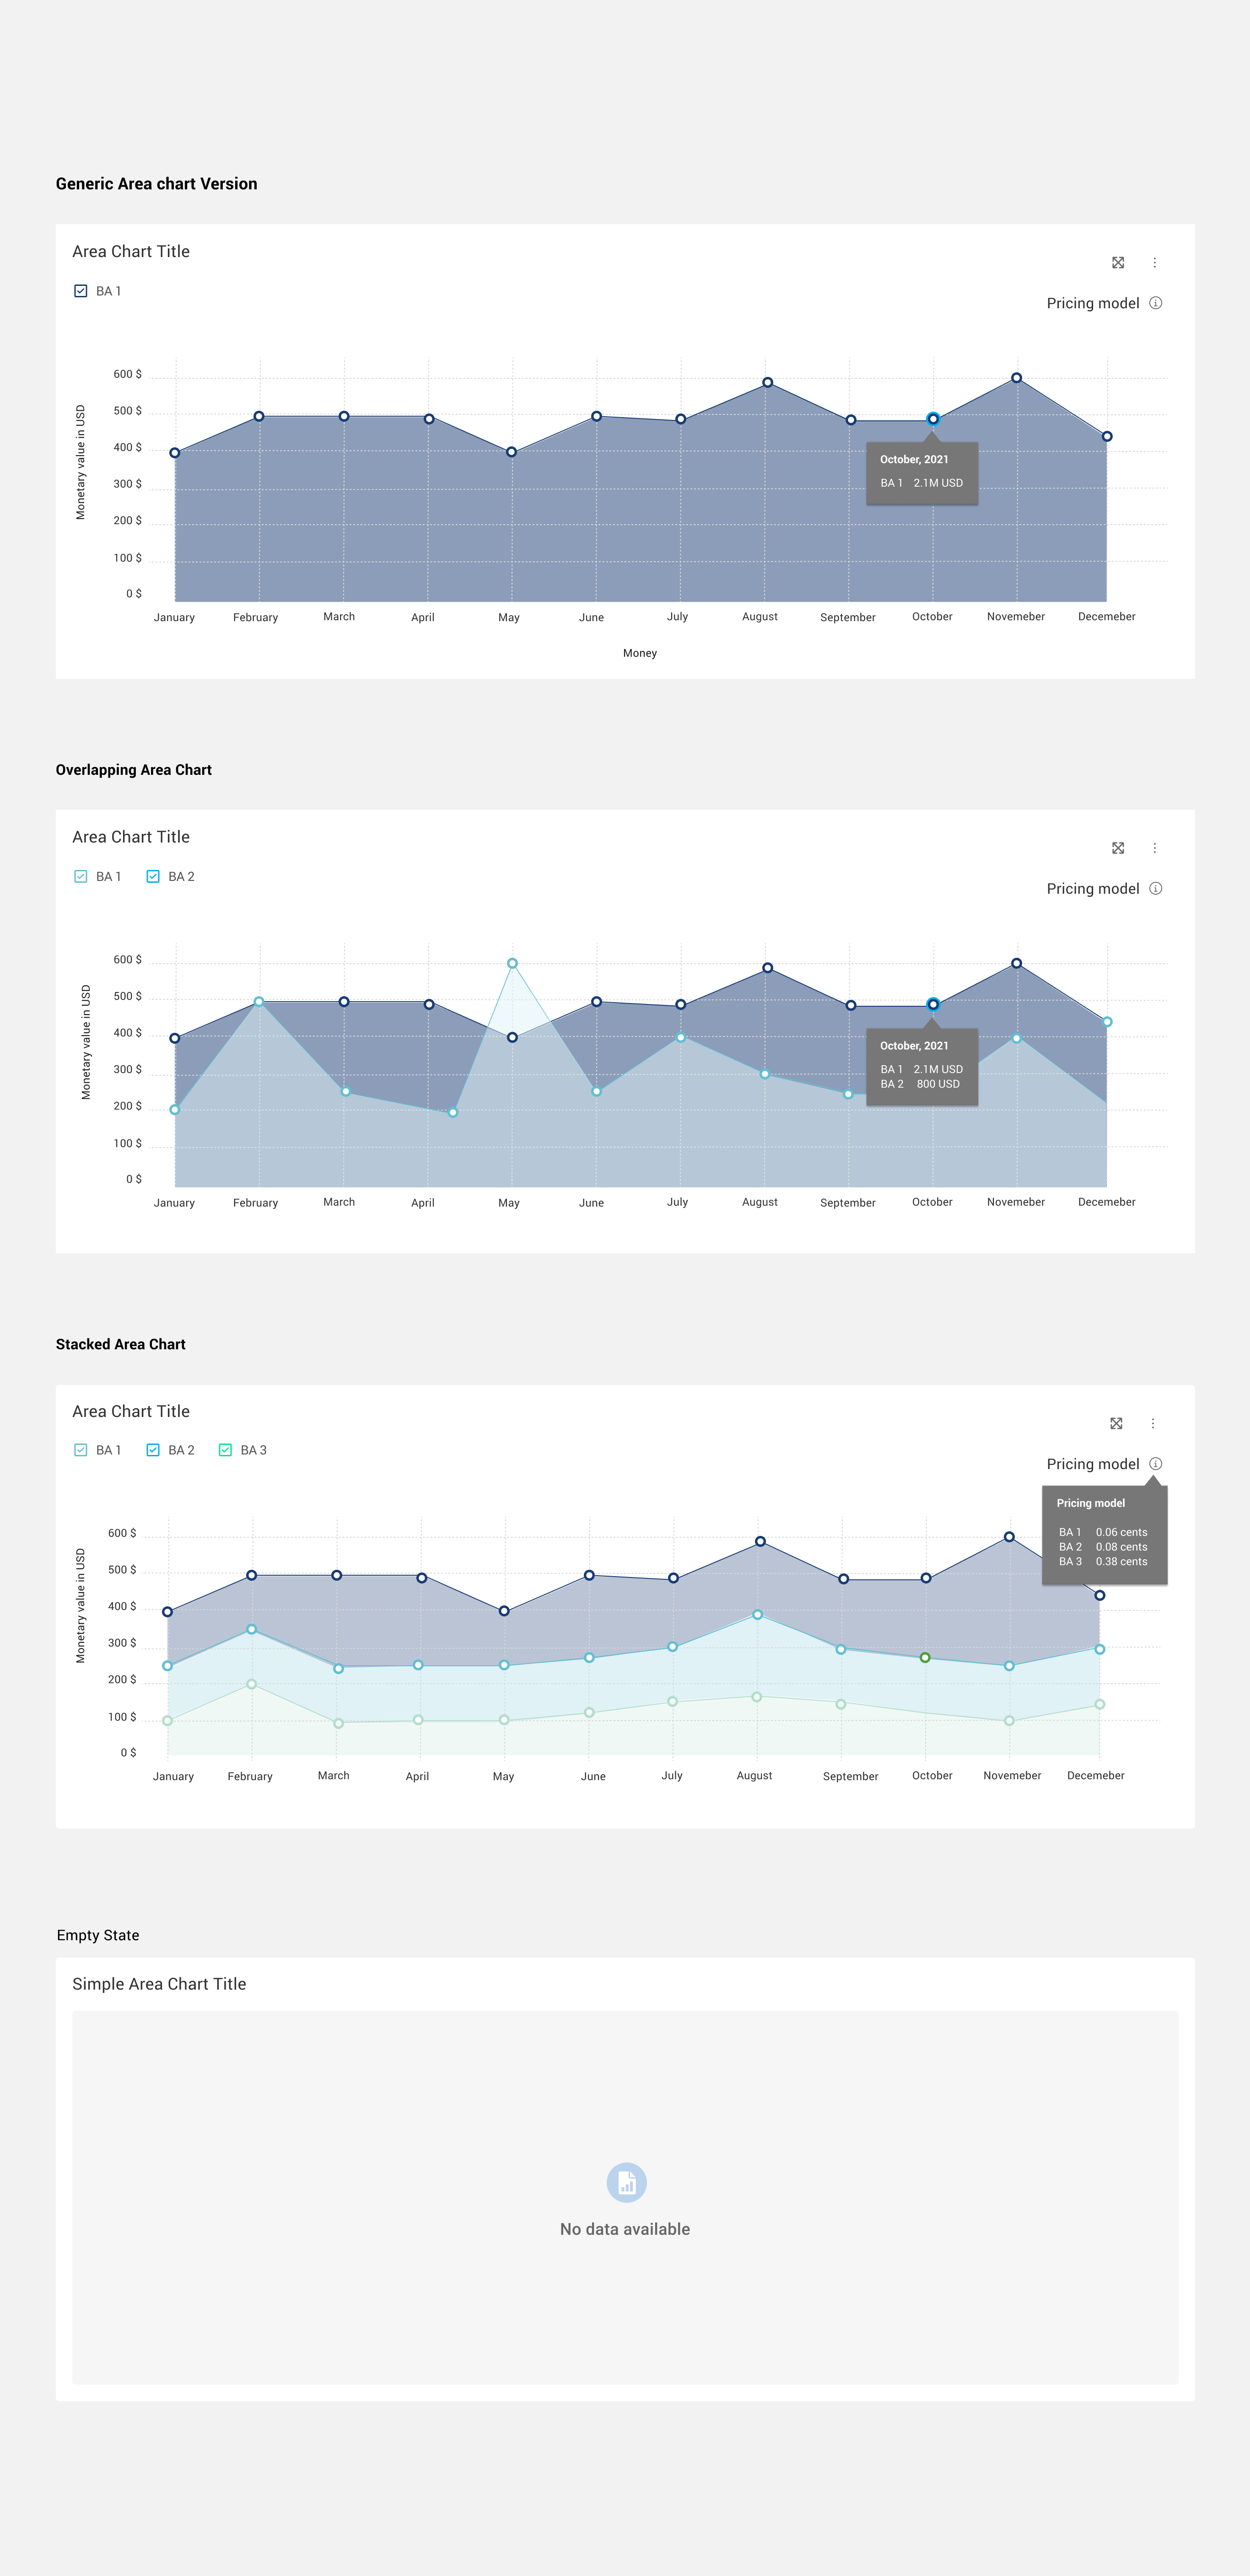 Generic Area chart Version
Area Chart Title
BA 1
Pricing model
Monetary value in USD
600 $
500 $
400 $
300 $
200 $
100 $
0 $
October, 2021
BA 1 2.1M USD
January February March April May June July August September October Novemeber Decemeber
Money
Overlapping Area Chart
Area Chart Title
BA 1 BA 2
Pricing model
Monetary value in USD
600 $
500 $
400 $
300 $
200 $
100 $
0 $
October, 2021
BA 1 2.1M USD
BA 2 800 USD
January February March April May June July August September October Novemeber Decemeber
Stacked Area Chart
Area Chart Title
BA 1 BA 2 BA 3
Pricing model
Pricing model
BA 1 0.06 cents
BA 2 0.08 cents
BA 3 0.38 cents
Monetary value in USD
600 $
500 $
400 $
300 $
200 $
100 $
0 $
January February March April May June July August September October Novemeber Decemeber
Empty State
Simple Area Chart Title
No data available